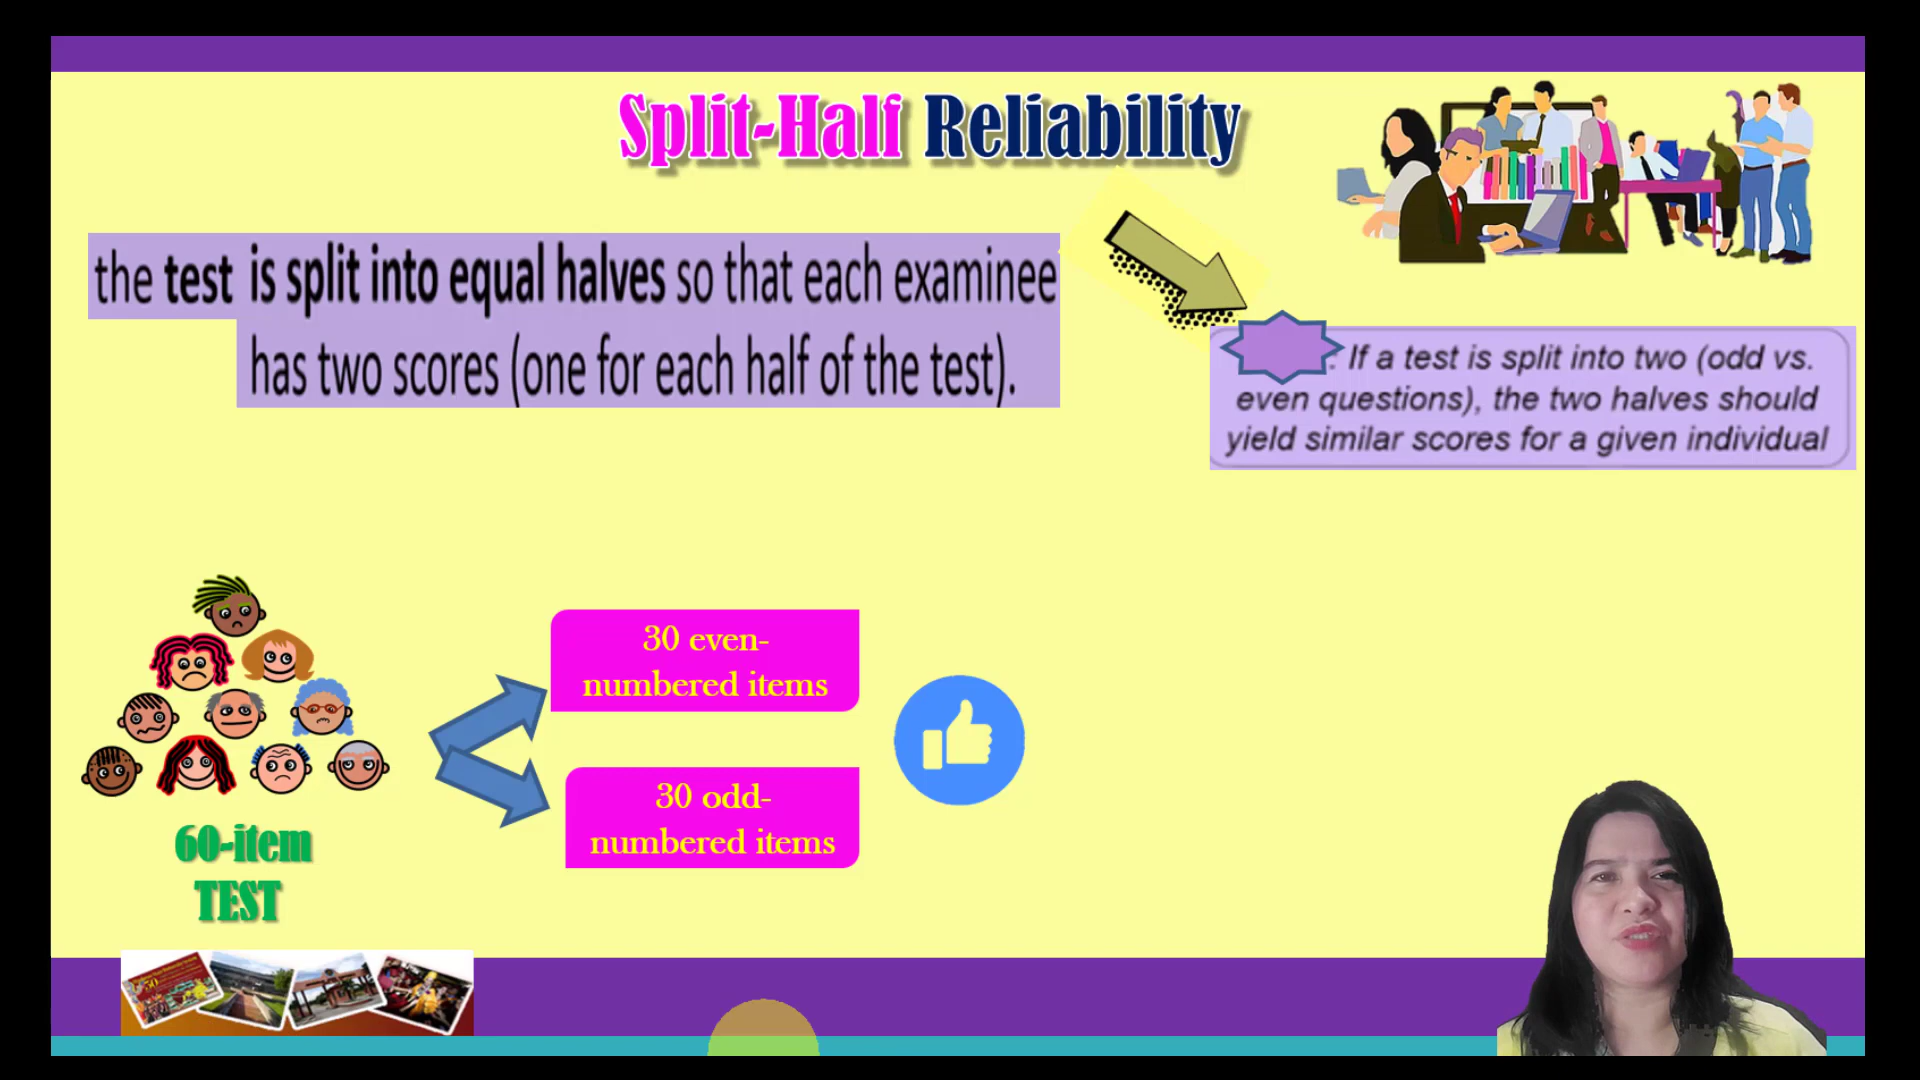 Split-Half Reliability
the test is split into equal halves so that each examinee
has two scores (one for each half of the test).
: If a test is split into two (odd vs.
even questions), the two halves should
yield similar scores for a given individual
30 even-
numbered items
30 odd-
numbered items
60-item
TEST
50